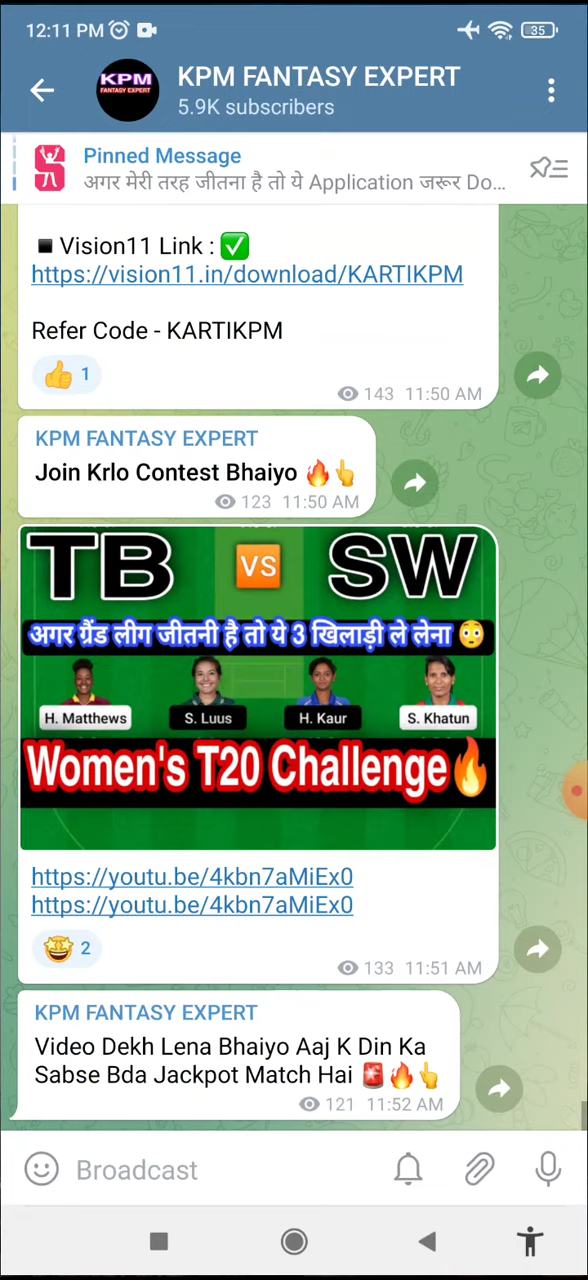 12:11 PM
35
KPM
FANTASY EXPERT
KPM FANTASY EXPERT
5.9K subscribers
Pinned Message
अगर मेरी तरह जीतना है तो ये Application जरूर Do...
▪️Vision11 Link : ✅
https://vision11.in/download/KARTIKPM
Refer Code - KARTIKPM
👍 1
143 11:50 AM
KPM FANTASY EXPERT
Join Krlo Contest Bhaiyo 🔥👆
123 11:50 AM
TB VS SW
अगर ग्रैंड लीग जीतनी है तो ये 3 खिलाड़ी ले लेना 😳
H. Matthews S. Luus H. Kaur S. Khatun
Women's T20 Challenge🔥
https://youtu.be/4kbn7aMiEx0
https://youtu.be/4kbn7aMiEx0
🤩 2
133 11:51 AM
KPM FANTASY EXPERT
Video Dekh Lena Bhaiyo Aaj K Din Ka
Sabse Bda Jackpot Match Hai 🚨🔥👆
121 11:52 AM
Broadcast